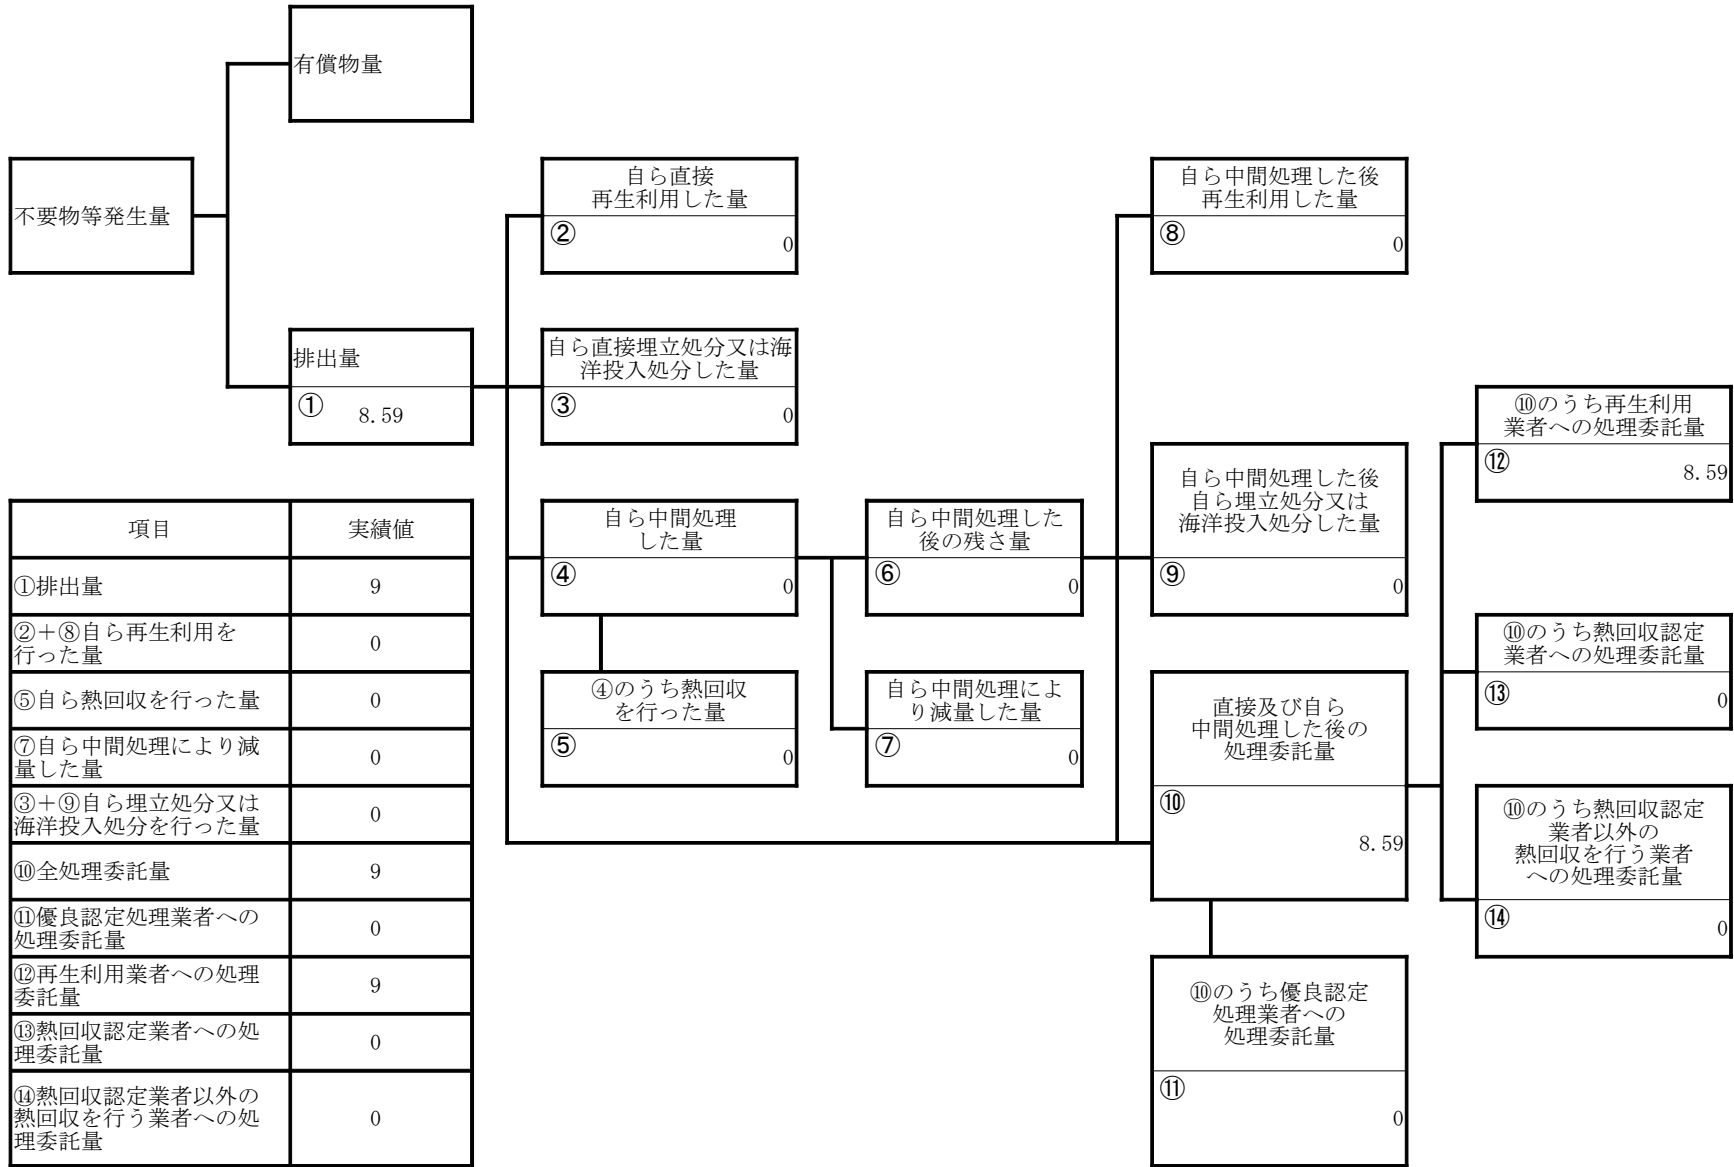 有償物量
不要物等発生量
自ら直接
再生利用した量
②
0
自ら中間処理した後
再生利用した量
⑧
0
排出量
①
8.59
自ら直接埋立処分又は海
洋投入処分した量
③
0
⑩のうち再生利用
業者への処理委託量
⑫
8.59
自ら中間処理
した量
④
0
自ら中間処理した
後の残さ量
⑥
0
自ら中間処理した後
自ら埋立処分又は
海洋投入処分した量
⑨
0
⑩のうち熱回収認定
業者への処理委託量
⑬
0
④のうち熱回収
を行った量
⑤
0
自ら中間処理によ
り減量した量
⑦
0
直接及び自ら
中間処理した後の
処理委託量
⑩
8.59
⑩のうち熱回収認定
業者以外の
熱回収を行う業者
への処理委託量
⑭
0
⑩のうち優良認定
処理業者への
処理委託量
⑪
0
項目 実績値
①排出量 9
②＋⑧自ら再生利用を
行った量 0
⑤自ら熱回収を行った量 0
⑦自ら中間処理により減
量した量 0
③＋⑨自ら埋立処分又は
海洋投入処分を行った量 0
⑩全処理委託量 9
⑪優良認定処理業者への
処理委託量 0
⑫再生利用業者への処理
委託量 9
⑬熱回収認定業者への処
理委託量 0
⑭熱回収認定業者以外の
熱回収を行う業者への処
理委託量 0